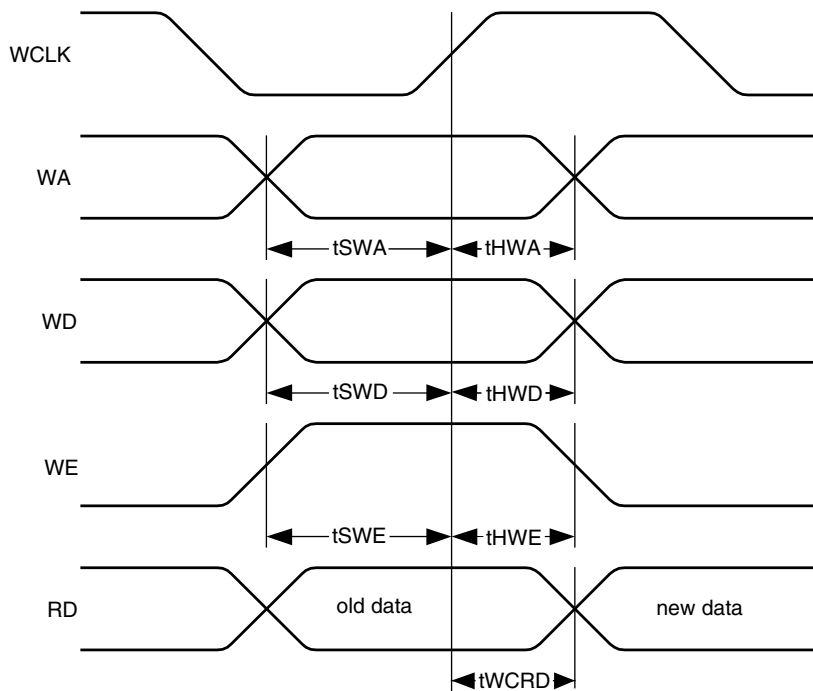 WCLK
WA
tSWA tHWA
WD
tSWD tHWD
WE
tSWE tHWE
RD old data new data
tWCRD